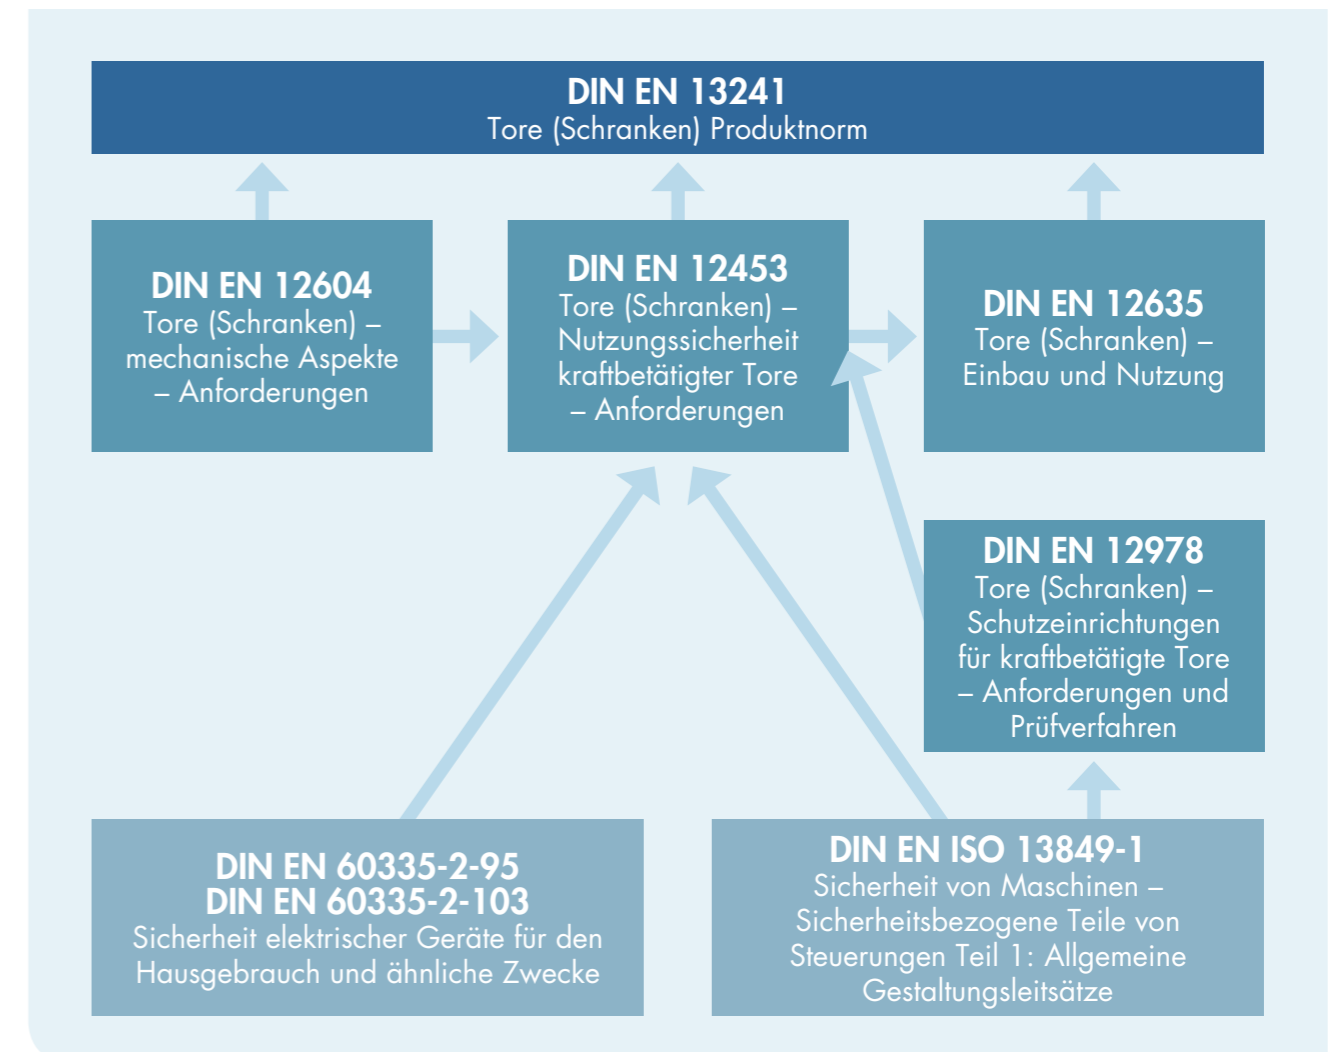 DIN EN 13241
Tore (Schranken) Produktnorm
DIN EN 12604
Tore (Schranken) –
mechanische Aspekte
– Anforderungen
DIN EN 12453
Tore (Schranken) –
Nutzungssicherheit
kraftbetätigter Tore
– Anforderungen
DIN EN 12635
Tore (Schranken) –
Einbau und Nutzung
DIN EN 12978
Tore (Schranken) –
Schutzeinrichtungen
für kraftbetätigte Tore
– Anforderungen und
Prüfverfahren
DIN EN 60335-2-95
DIN EN 60335-2-103
Sicherheit elektrischer Geräte für den
Hausgebrauch und ähnliche Zwecke
DIN EN ISO 13849-1
Sicherheit von Maschinen –
Sicherheitsbezogene Teile von
Steuerungen Teil 1: Allgemeine
Gestaltungsleitsätze